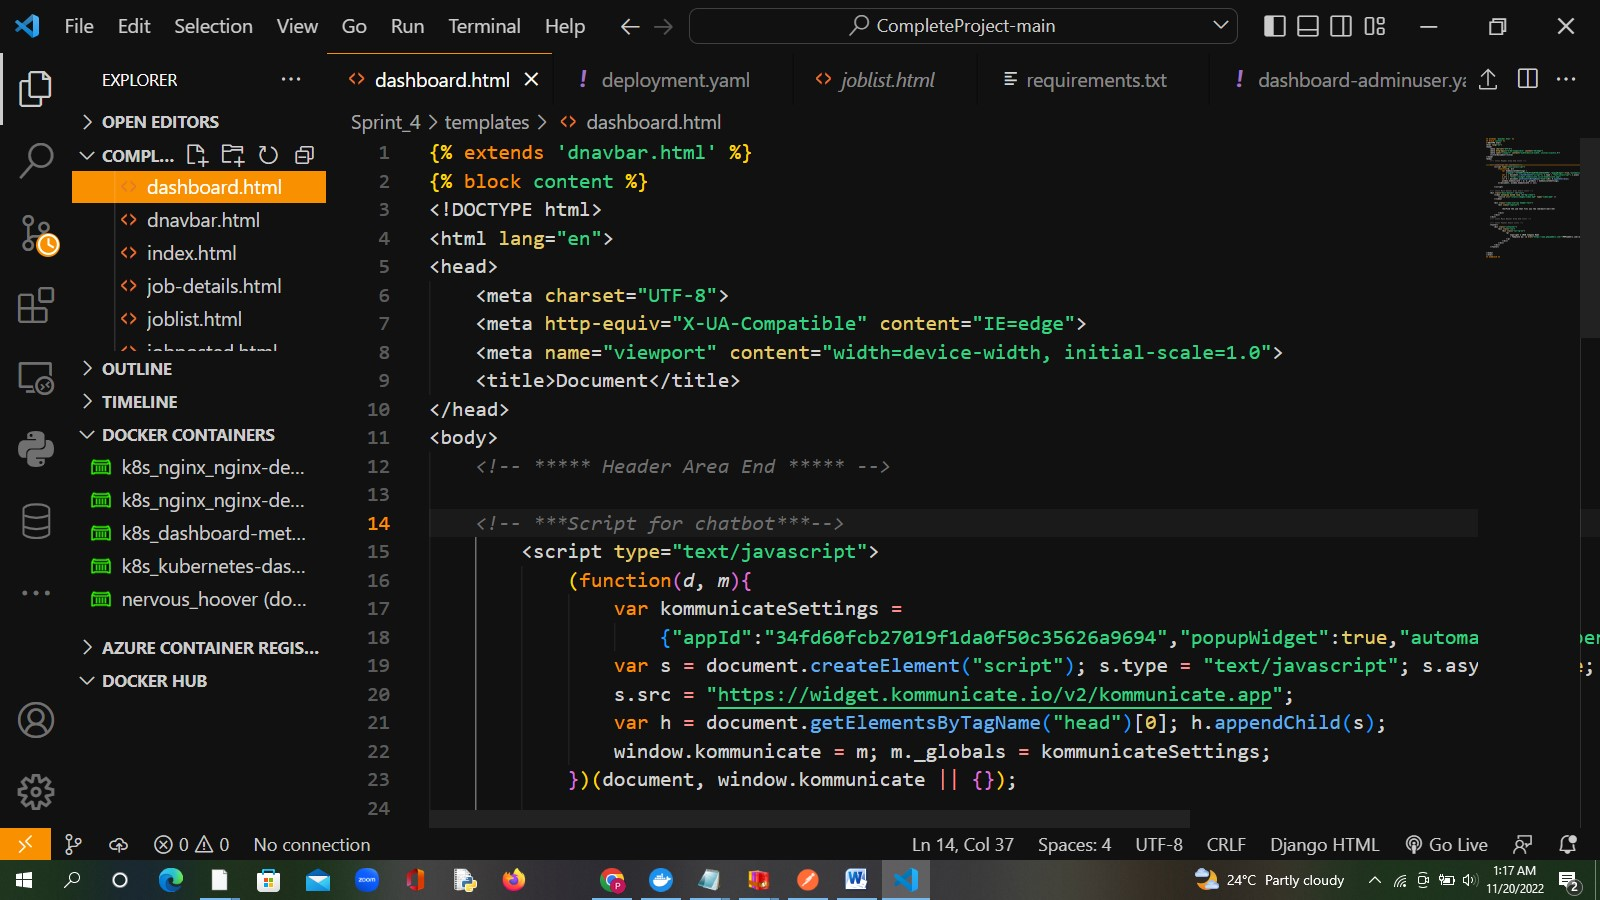 File Edit Selection View Go Run Terminal Help CompleteProject-main
EXPLORER
dashboard.html deployment.yaml joblist.html requirements.txt dashboard-adminuser.ya
OPEN EDITORS
COMPL...
dashboard.html
dnavbar.html
index.html
job-details.html
joblist.html
jobposted.html
OUTLINE
TIMELINE
DOCKER CONTAINERS
k8s_nginx_nginx-de...
k8s_nginx_nginx-de...
k8s_dashboard-met...
k8s_kubernetes-das...
nervous_hoover (do...
AZURE CONTAINER REGIS...
DOCKER HUB
Sprint_4 > templates > dashboard.html
1 {% extends 'dnavbar.html' %}
2 {% block content %}
3 <!DOCTYPE html>
4 <html lang="en">
5 <head>
6 <meta charset="UTF-8">
7 <meta http-equiv="X-UA-Compatible" content="IE=edge">
8 <meta name="viewport" content="width=device-width, initial-scale=1.0">
9 <title>Document</title>
10 </head>
11 <body>
12 <!-- ***** Header Area End ***** -->
13
14 <!-- ***Script for chatbot***-->
15 <script type="text/javascript">
16 (function(d, m){
17 var kommunicateSettings =
18 {"appId":"34fd60fcb27019f1da0f50c35626a9694","popupWidget":true,"automa
19 var s = document.createElement("script"); s.type = "text/javascript"; s.asy
20 s.src = "https://widget.kommunicate.io/v2/kommunicate.app";
21 var h = document.getElementsByTagName("head")[0]; h.appendChild(s);
22 window.kommunicate = m; m._globals = kommunicateSettings;
23 })(document, window.kommunicate || {});
24
0 0 No connection Ln 14, Col 37 Spaces: 4 UTF-8 CRLF Django HTML Go Live
zoom 24°C Partly cloudy 1:17 AM
11/20/2022 2